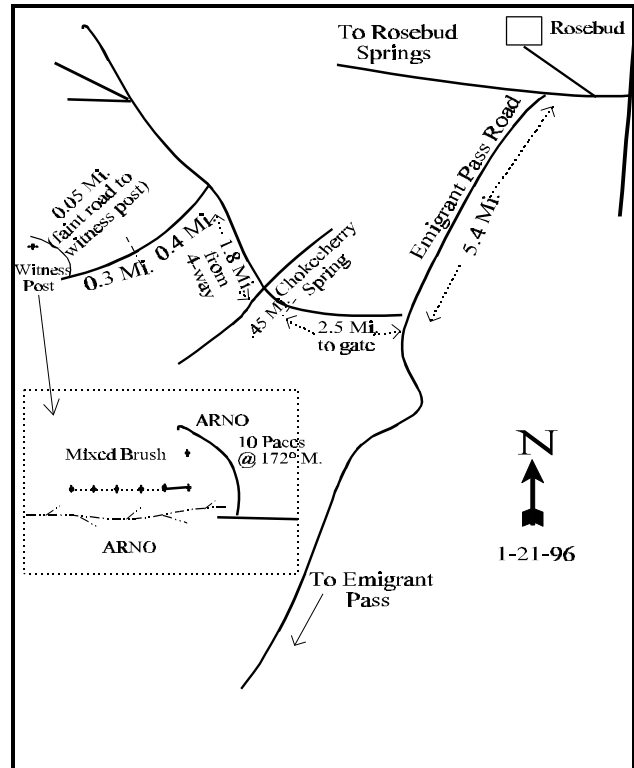 To Rosebud
Springs
Rosebud
Emigrant Pass Road
5.4 Mi.
0.05 Mi.
(faint road to
witness post)
0.3 Mi.
0.4 Mi.
1.8 Mi.
from
4-way
Chokecherry
Spring
.45 Mi.
2.5 Mi.
to gate
Witness
Post
ARNO
10 Paces
@ 172° M.
Mixed Brush
ARNO
N
1-21-96
To Emigrant
Pass